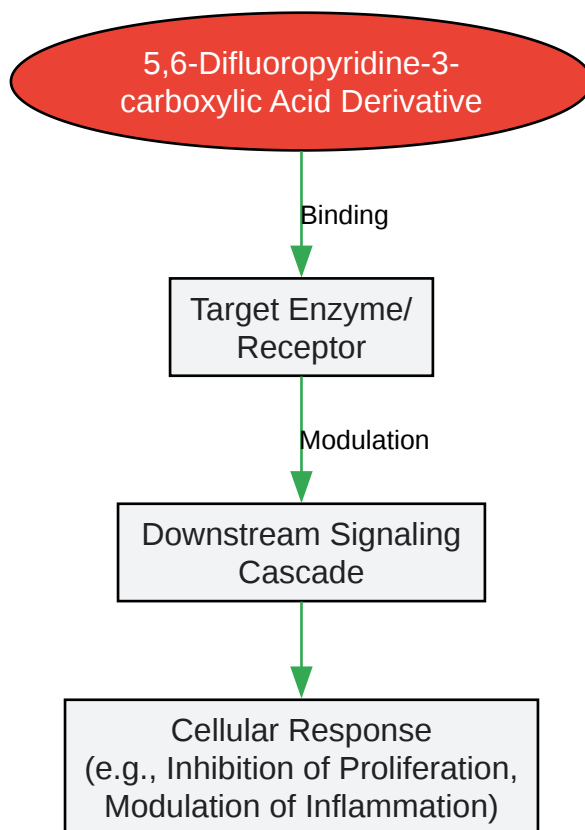 5,6-Difluoropyridine-3-
carboxylic Acid Derivative
Binding
Target Enzyme/
Receptor
Modulation
Downstream Signaling
Cascade
Cellular Response
(e.g., Inhibition of Proliferation,
Modulation of Inflammation)